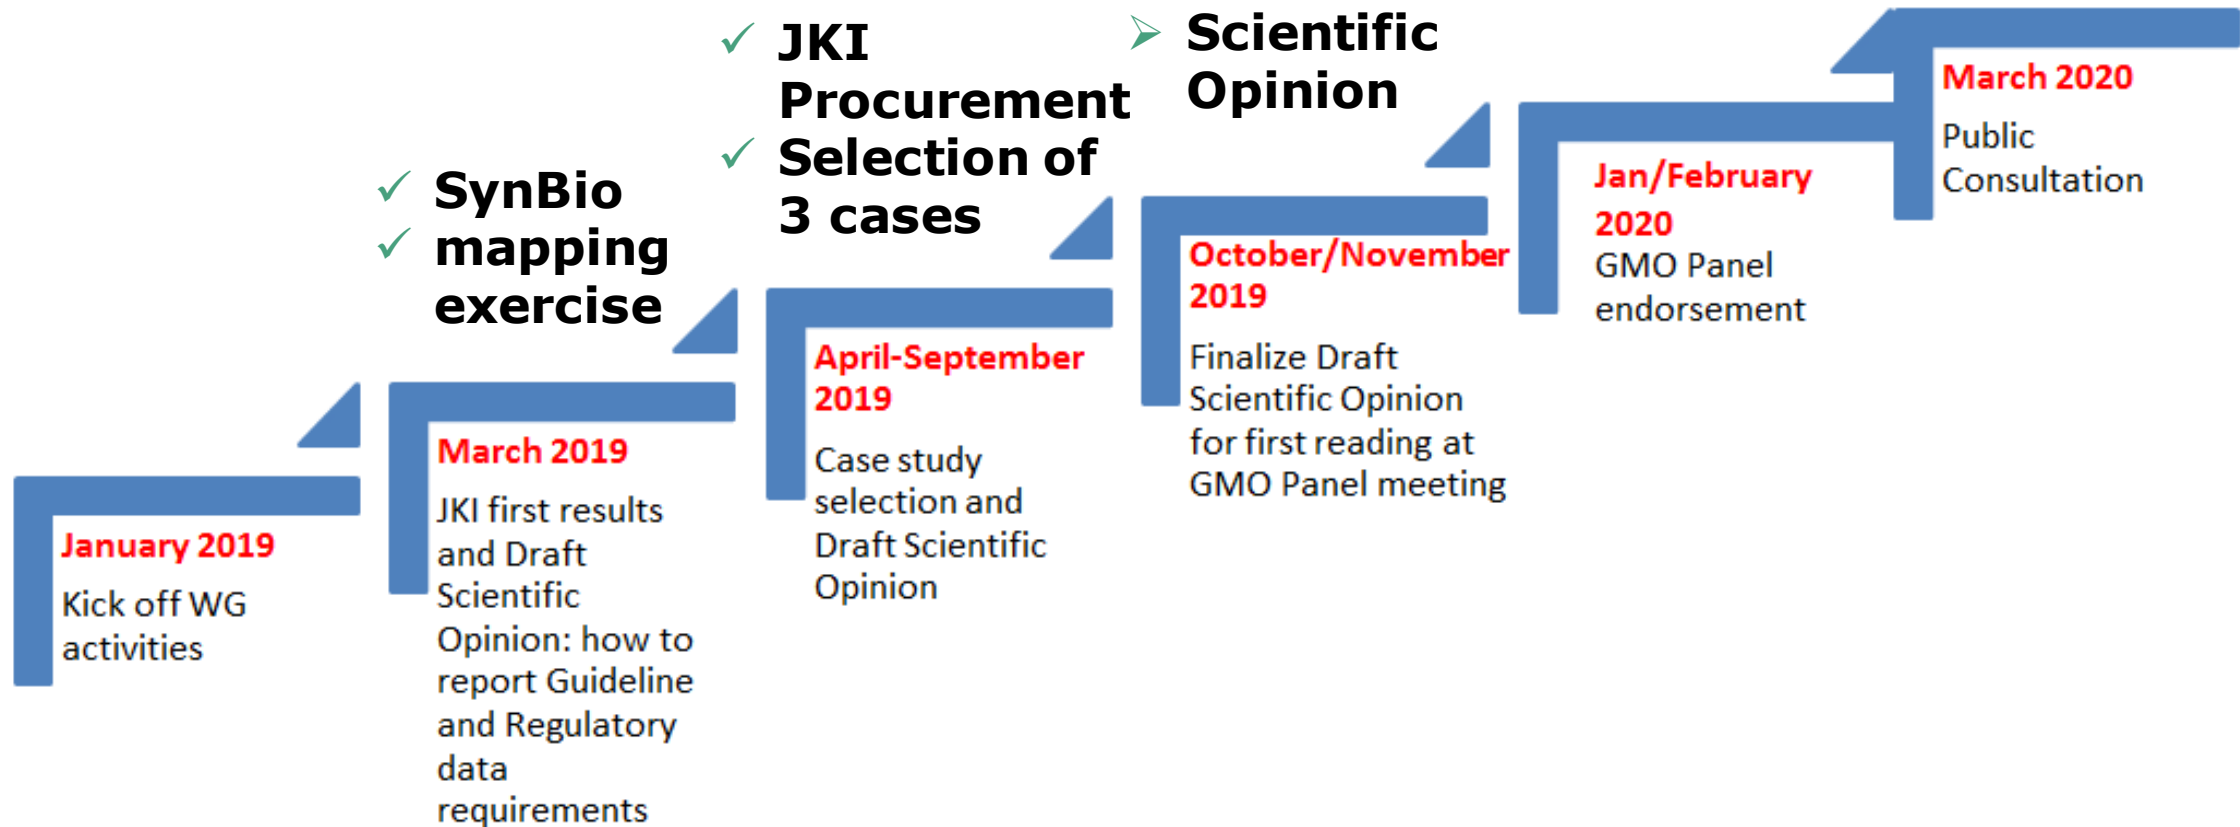 ✓ JKI
Procurement
✓ Selection of
3 cases
➢ Scientific
Opinion
✓ SynBio
✓ mapping
exercise
January 2019
Kick off WG
activities
March 2019
JKI first results
and Draft
Scientific
Opinion: how to
report Guideline
and Regulatory
data
requirements
April-September
2019
Case study
selection and
Draft Scientific
Opinion
October/November
2019
Finalize Draft
Scientific Opinion
for first reading at
GMO Panel meeting
Jan/February
2020
GMO Panel
endorsement
March 2020
Public
Consultation